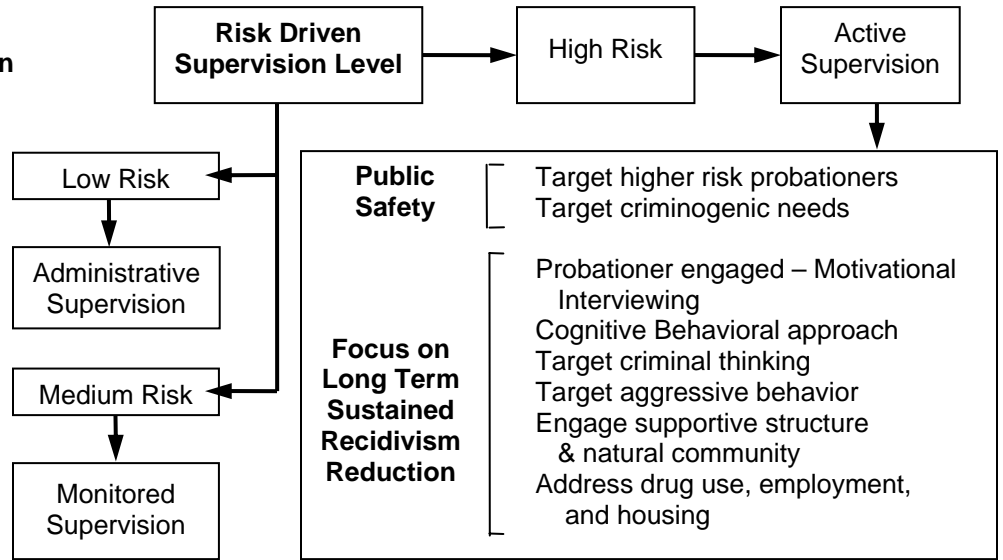 n
Risk Driven
Supervision Level
High Risk
Active
Supervision
Low Risk
Administrative
Supervision
Medium Risk
Monitored
Supervision
Public
Safety
Target higher risk probationers
Target criminogenic needs
Focus on
Long Term
Sustained
Recidivism
Reduction
Probationer engaged – Motivational
Interviewing
Cognitive Behavioral approach
Target criminal thinking
Target aggressive behavior
Engage supportive structure
& natural community
Address drug use, employment,
and housing